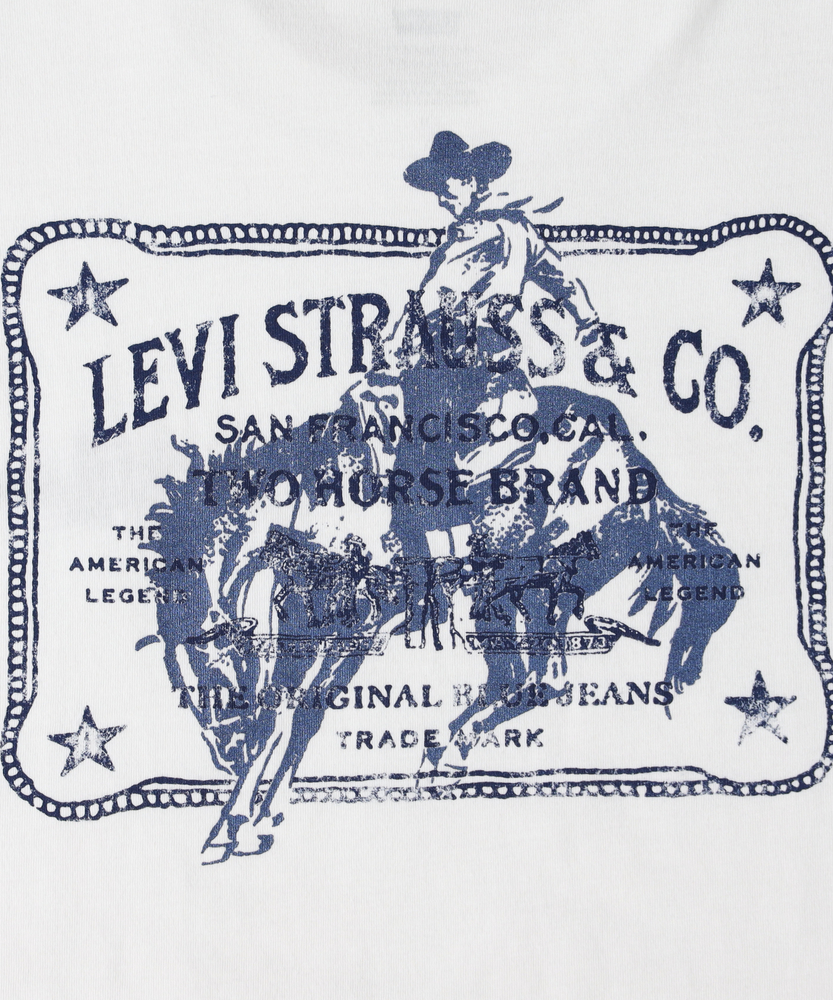 LEVI STRAUSS & CO.
SAN FRANCISCO, CAL.
TWO HORSE BRAND
THE AMERICAN LEGEND
THE AMERICAN LEGEND
THE ORIGINAL BLUE JEANS
TRADE MARK